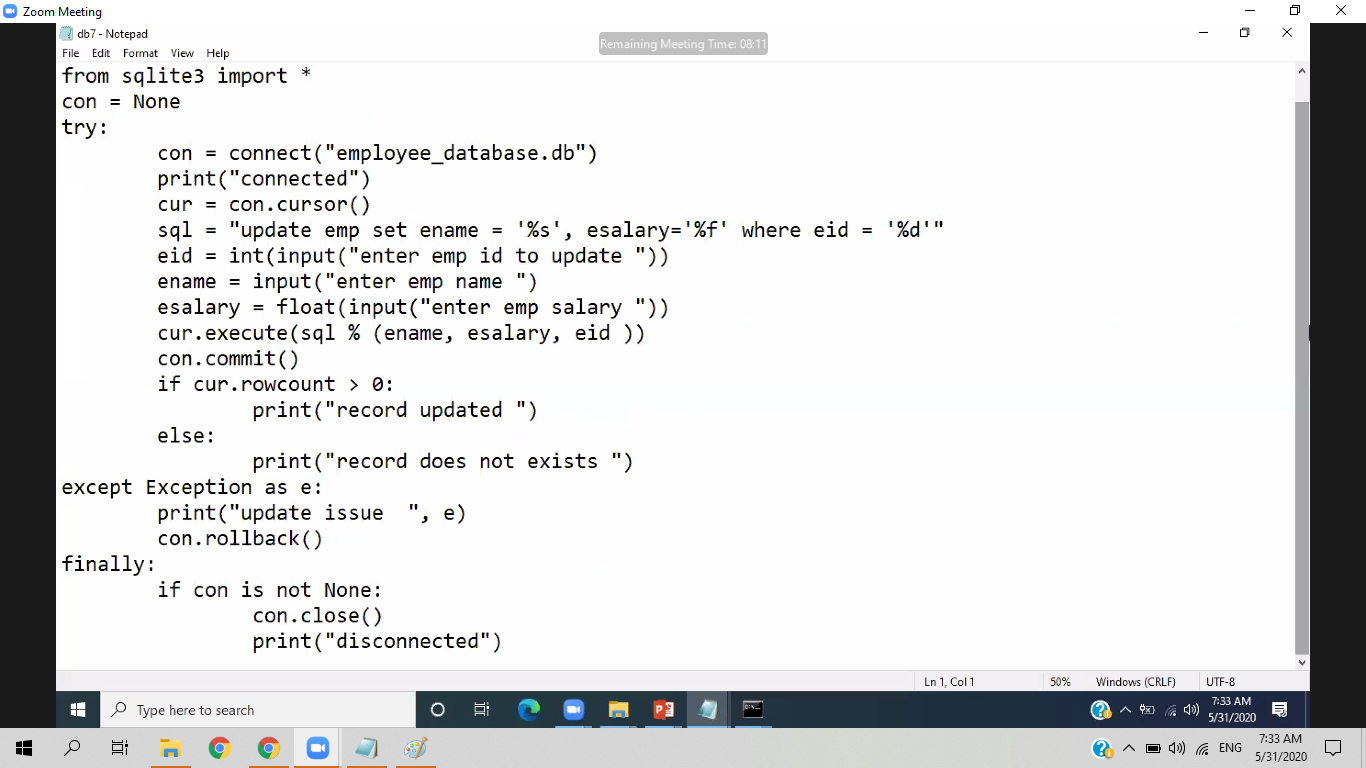 Zoom Meeting
db7 - Notepad
Remaining Meeting Time: 08:11
File Edit Format View Help
from sqlite3 import *
con = None
try:
con = connect("employee_database.db")
print("connected")
cur = con.cursor()
sql = "update emp set ename = '%s', esalary='%f' where eid = '%d'"
eid = int(input("enter emp id to update "))
ename = input("enter emp name ")
esalary = float(input("enter emp salary "))
cur.execute(sql % (ename, esalary, eid ))
con.commit()
if cur.rowcount > 0:
print("record updated ")
else:
print("record does not exists ")
except Exception as e:
print("update issue  ", e)
con.rollback()
finally:
if con is not None:
con.close()
print("disconnected")
Ln 1, Col 1 50% Windows (CRLF) UTF-8
Type here to search
7:33 AM
5/31/2020
ENG
7:33 AM
5/31/2020